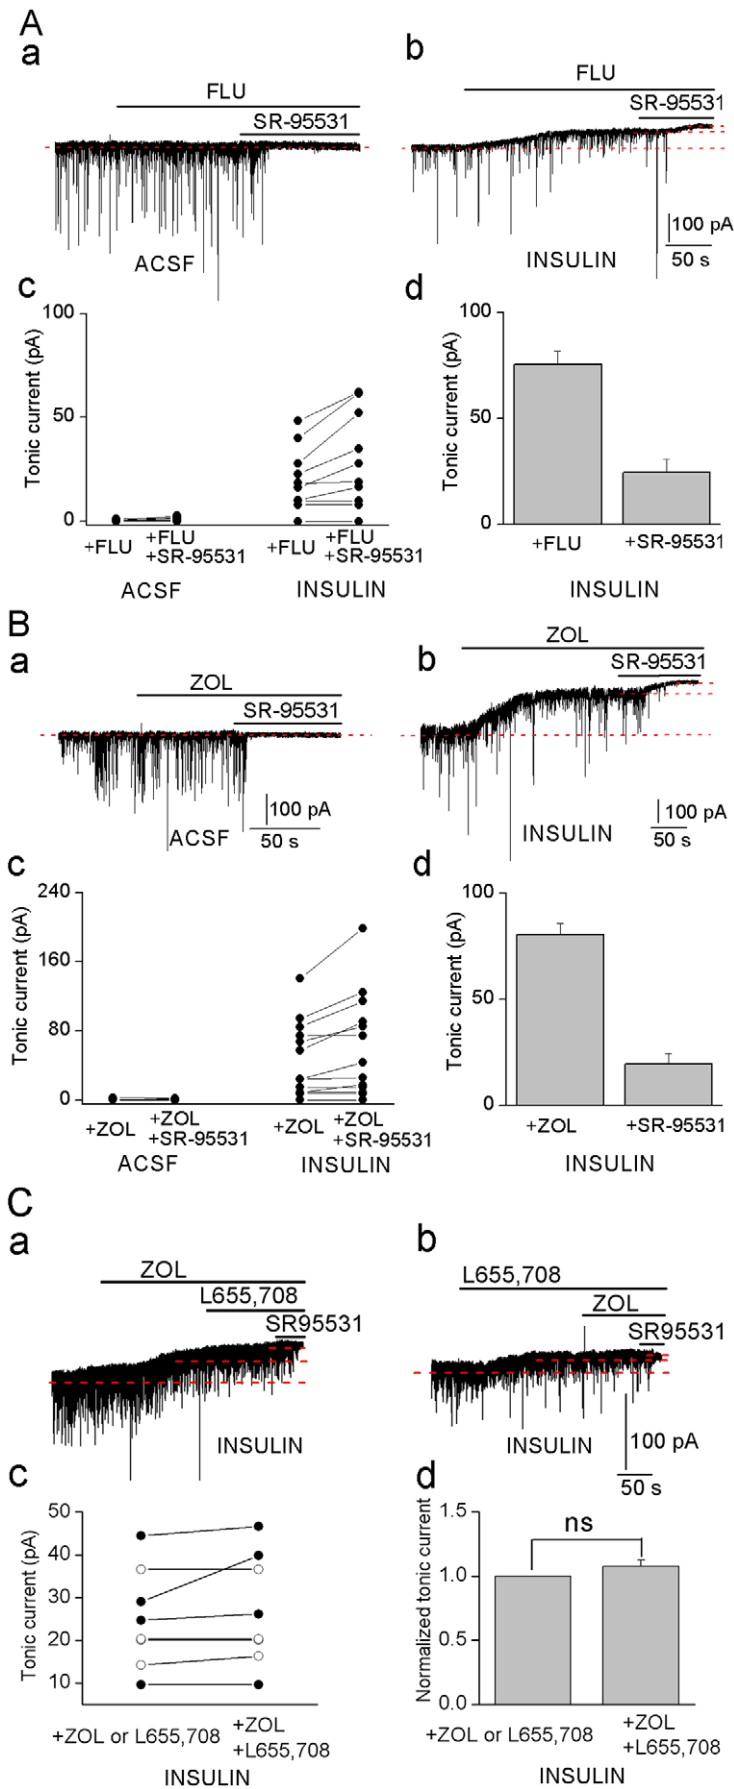 A
a
b
FLU
SR-95531
FLU
SR-95531
ACSF
INSULIN
100 pA
50 s
c
d
Tonic current (pA)
100
50
0
+FLU
+FLU
+SR-95531
+FLU
+FLU
+SR-95531
ACSF
INSULIN
Tonic current (pA)
100
50
0
+FLU
+SR-95531
INSULIN
B
a
b
ZOL
SR-95531
ZOL
SR-95531
100 pA
50 s
ACSF
INSULIN
100 pA
50 s
c
d
Tonic current (pA)
240
160
80
0
+ZOL
+ZOL
+SR-95531
+ZOL
+ZOL
+SR-95531
ACSF
INSULIN
Tonic current (pA)
100
50
0
+ZOL
+SR-95531
INSULIN
C
a
b
ZOL
L655,708
SR95531
INSULIN
L655,708
ZOL
SR95531
INSULIN
100 pA
50 s
c
d
Tonic current (pA)
50
40
30
20
10
+ZOL or L655,708
+ZOL
+L655,708
INSULIN
Normalized tonic current
1.5
1.0
0.5
0.0
ns
+ZOL or L655,708
+ZOL
+L655,708
INSULIN